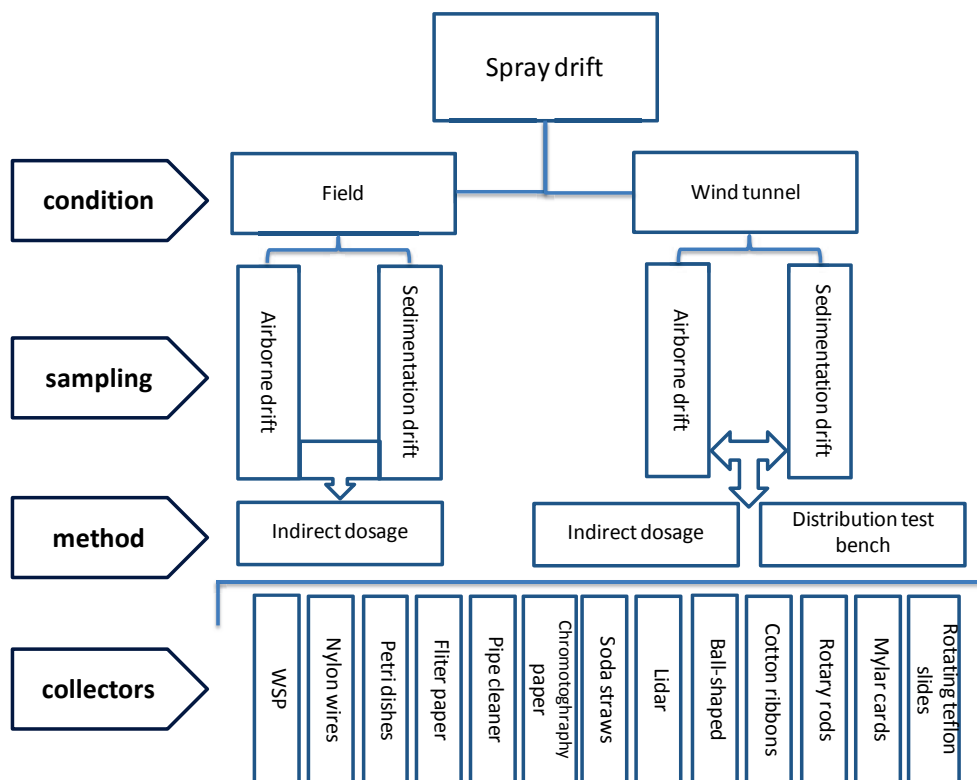 Spray drift
condition
Field
Wind tunnel
sampling
Airborne drift
Sedimentation drift
Airborne drift
Sedimentation drift
method
Indirect dosage
Indirect dosage
Distribution test
bench
collectors
WSP
Nylon wires
Petri dishes
Fliter paper
Pipe cleaner
Chromotoghraphy
paper
Soda straws
Lidar
Ball-shaped
Cotton ribbons
Rotary rods
Mylar cards
Rotating teflon
slides